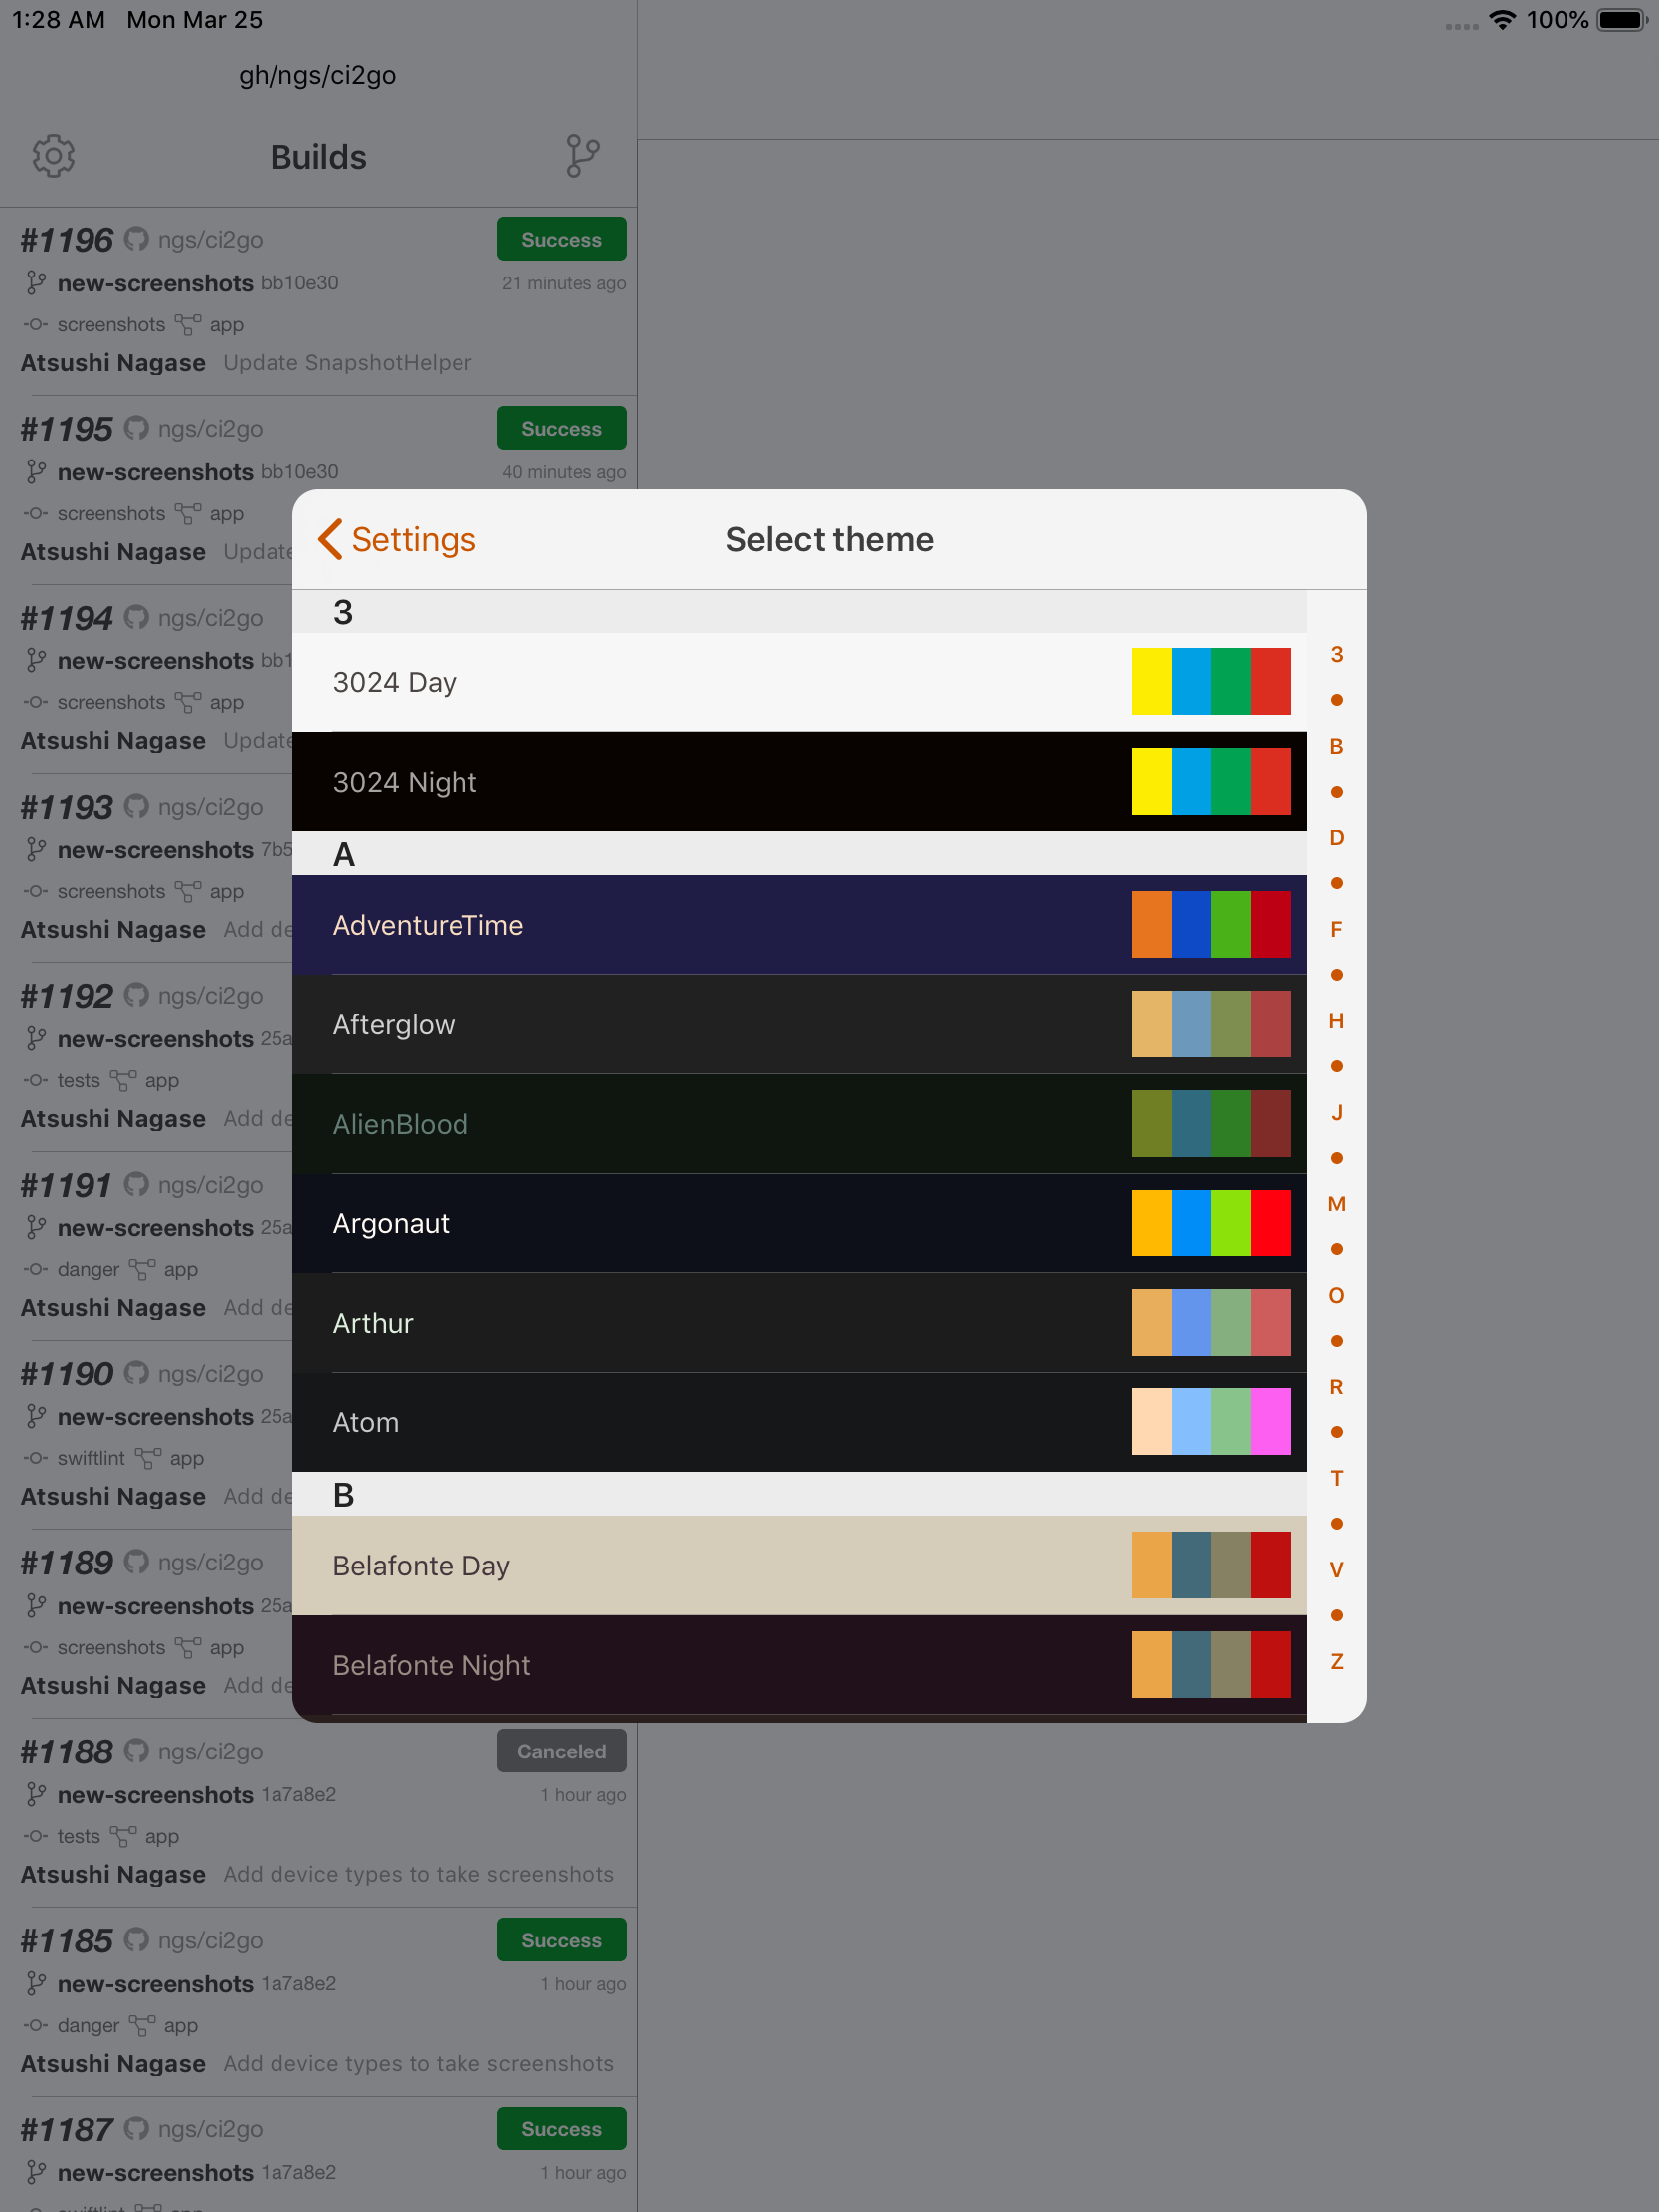 1:28 AM Mon Mar 25 100%
gh/ngs/ci2go
Builds
#1196 ngs/ci2go Success
new-screenshots bb10e30 21 minutes ago
screenshots app
Atsushi Nagase Update SnapshotHelper
#1195 ngs/ci2go Success
new-screenshots bb10e30 40 minutes ago
screenshots app
Atsushi Nagase Update
#1194 ngs/ci2go
new-screenshots bb1
screenshots app
Atsushi Nagase Update
#1193 ngs/ci2go
new-screenshots 7b5
screenshots app
Atsushi Nagase Add de
#1192 ngs/ci2go
new-screenshots 25a
tests app
Atsushi Nagase Add de
#1191 ngs/ci2go
new-screenshots 25a
danger app
Atsushi Nagase Add de
#1190 ngs/ci2go
new-screenshots 25a
swiftlint app
Atsushi Nagase Add de
#1189 ngs/ci2go
new-screenshots 25a
screenshots app
Atsushi Nagase Add de
#1188 ngs/ci2go Canceled
new-screenshots 1a7a8e2 1 hour ago
tests app
Atsushi Nagase Add device types to take screenshots
#1185 ngs/ci2go Success
new-screenshots 1a7a8e2 1 hour ago
danger app
Atsushi Nagase Add device types to take screenshots
#1187 ngs/ci2go Success
new-screenshots 1a7a8e2 1 hour ago
Settings Select theme
3
3024 Day
3024 Night
A
AdventureTime
Afterglow
AlienBlood
Argonaut
Arthur
Atom
B
Belafonte Day
Belafonte Night
3
B
D
F
H
J
M
O
R
T
V
Z